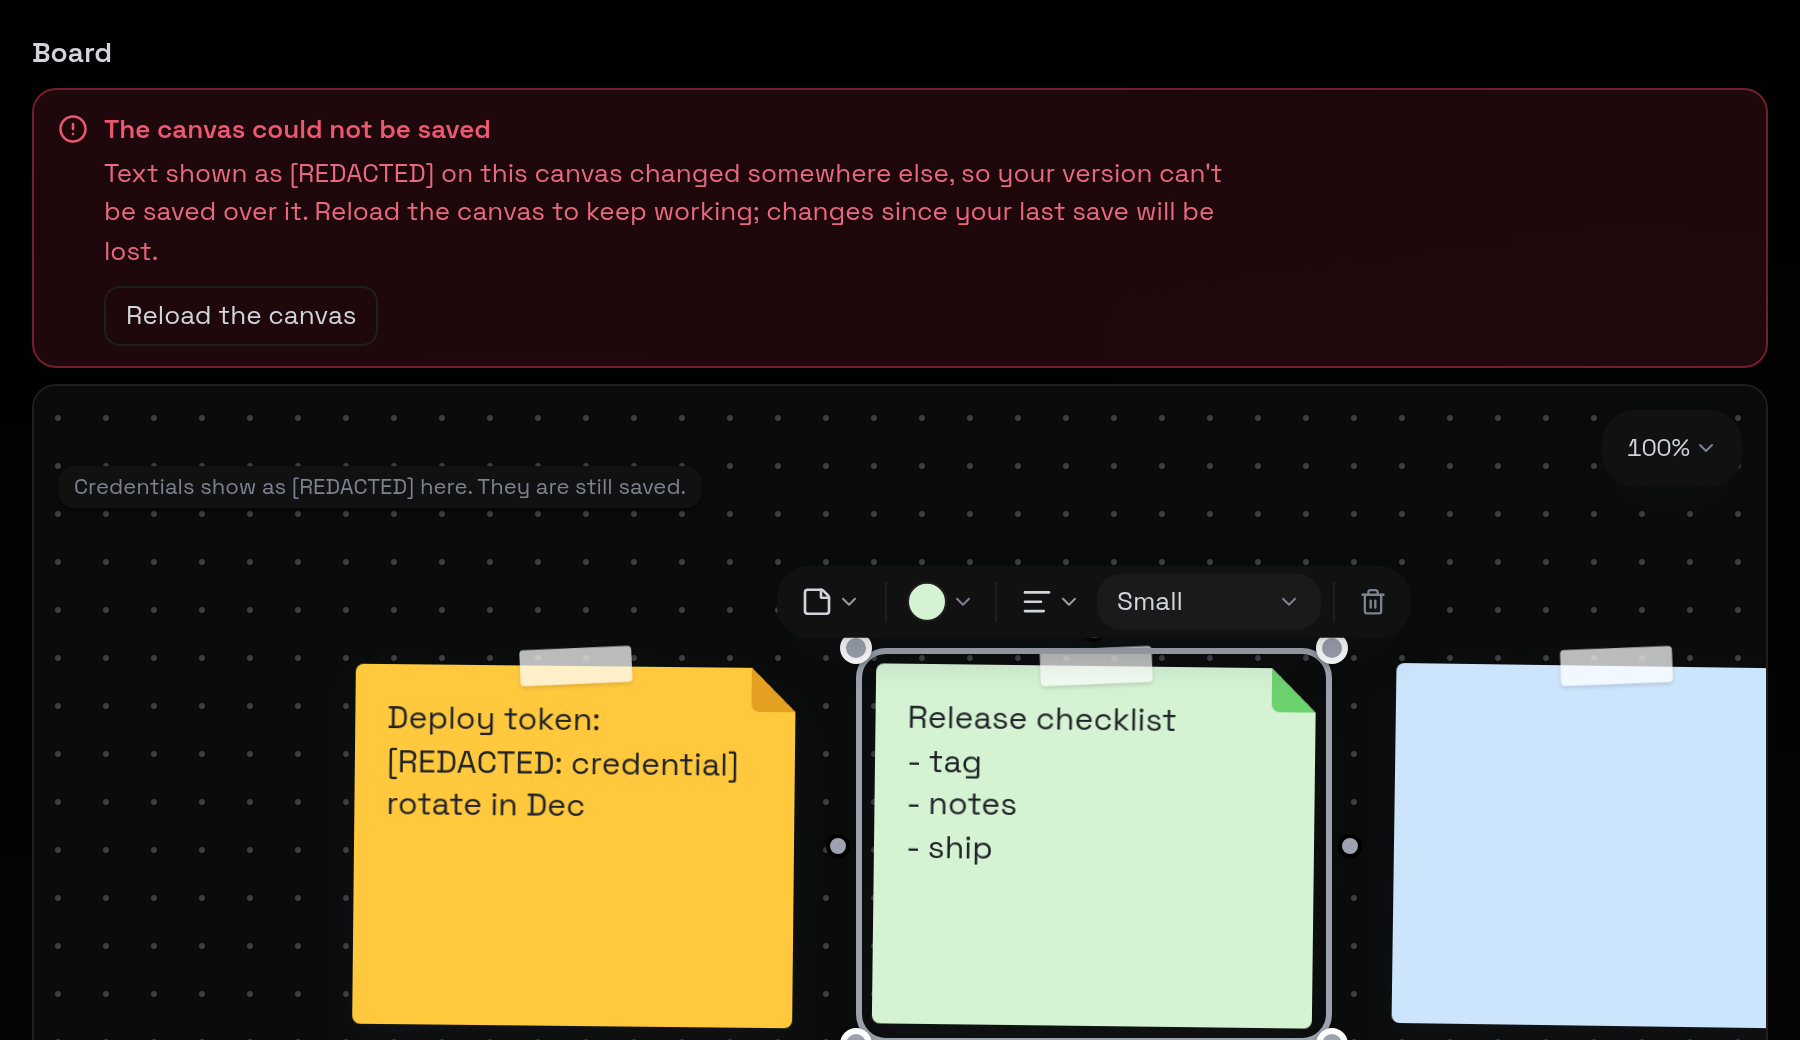 Board
The canvas could not be saved
Text shown as [REDACTED] on this canvas changed somewhere else, so your version can't
be saved over it. Reload the canvas to keep working; changes since your last save will be
lost.
Reload the canvas
100%
Credentials show as [REDACTED] here. They are still saved.
Small
Deploy token:
[REDACTED: credential]
rotate in Dec
Release checklist
- tag
- notes
- ship